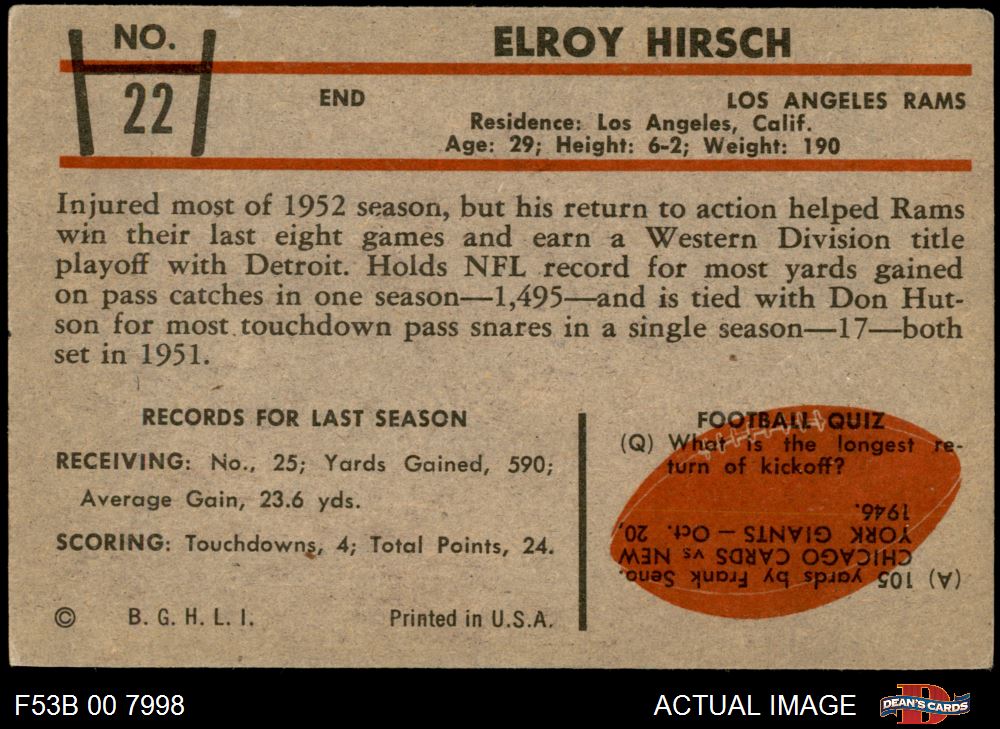 NO.
22
ELROY HIRSCH
END
LOS ANGELES RAMS
Residence: Los Angeles, Calif.
Age: 29; Height: 6-2; Weight: 190
Injured most of 1952 season, but his return to action helped Rams
win their last eight games and earn a Western Division title
playoff with Detroit. Holds NFL record for most yards gained
on pass catches in one season—1,495—and is tied with Don Hut-
son for most touchdown pass snares in a single season—17—both
set in 1951.
RECORDS FOR LAST SEASON
RECEIVING: No., 25; Yards Gained, 590;
Average Gain, 23.6 yds.
SCORING: Touchdowns, 4; Total Points, 24.
© B. G. H. L. I.
Printed in U.S.A.
FOOTBALL QUIZ
(Q) What is the longest re-
turn of kickoff?
(A) 105 yards by Frank Seno.
CHICAGO CARDS vs NEW
YORK GIANTS — Oct. 20,
1946.
F53B 00 7998
ACTUAL IMAGE
D
DEAN'S CARDS